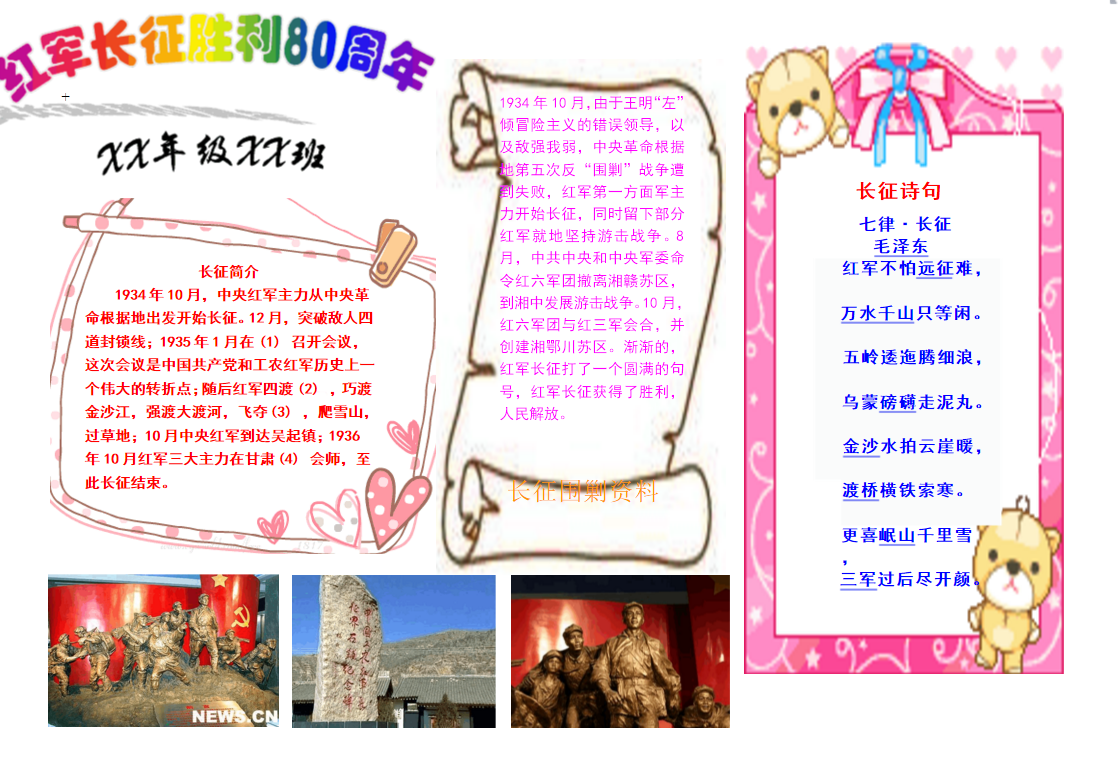 红军长征胜利80周年
XX年级XX班
长征简介
1934年10月，中央红军主力从中央革
命根据地出发开始长征。12月，突破敌人四
道封锁线；1935年1月在(1) 召开会议，
这次会议是中国共产党和工农红军历史上一
个伟大的转折点；随后红军四渡(2) ，巧渡
金沙江，强渡大渡河，飞夺(3) ，爬雪山，
过草地；10月中央红军到达吴起镇；1936
年10月红军三大主力在甘肃(4) 会师，至
此长征结束。
1934年10月，由于王明“左”
倾冒险主义的错误领导，以
及敌强我弱，中央革命根据
地第五次反“围剿”战争遭
到失败，红军第一方面军主
力开始长征，同时留下部分
红军就地坚持游击战争。8
月，中共中央和中央军委命
令红六军团撤离湘赣苏区，
到湘中发展游击战争。10月，
红六军团与红三军会合，并
创建湘鄂川苏区。渐渐的，
红军长征打了一个圆满的句
号，红军长征获得了胜利，
人民解放。
长征围剿资料
长征诗句
七律·长征
毛泽东
红军不怕远征难，
万水千山只等闲。
五岭逶迤腾细浪，
乌蒙磅礴走泥丸。
金沙水拍云崖暖，
渡桥横铁索寒。
更喜岷山千里雪
，
三军过后尽开颜。
NEWS.CN